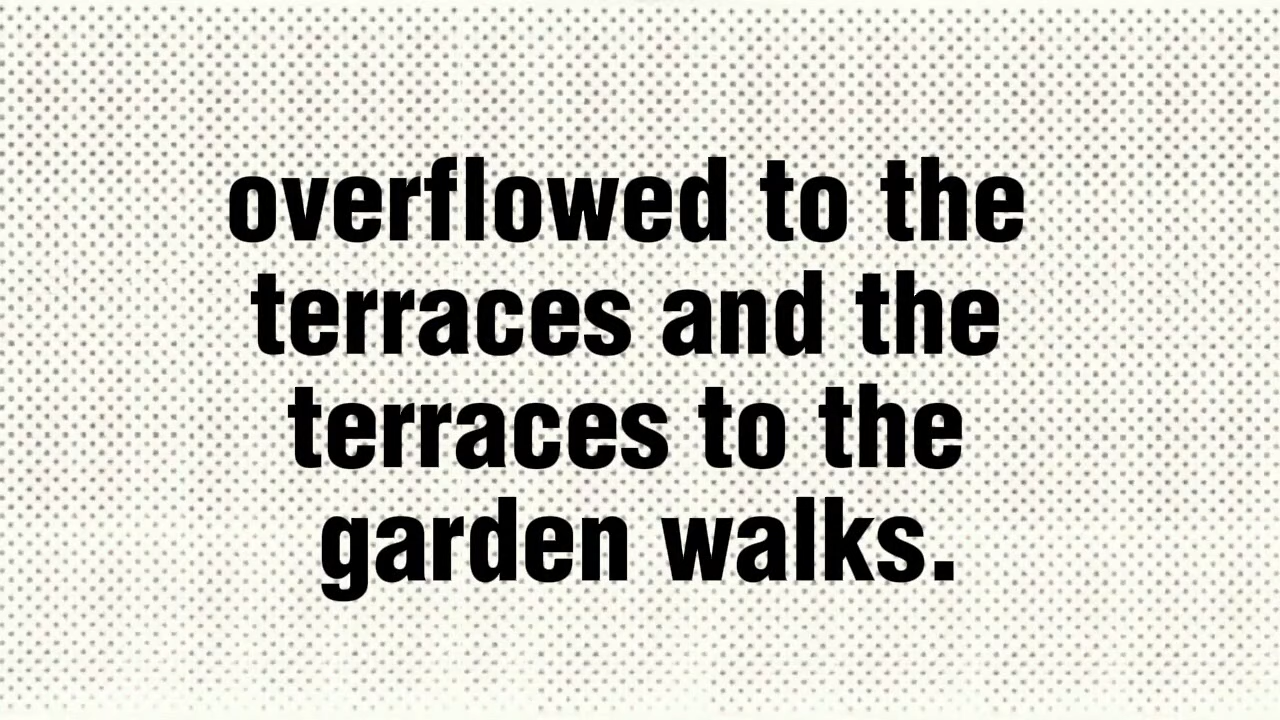 overflowed to the
terraces and the
terraces to the
garden walks.